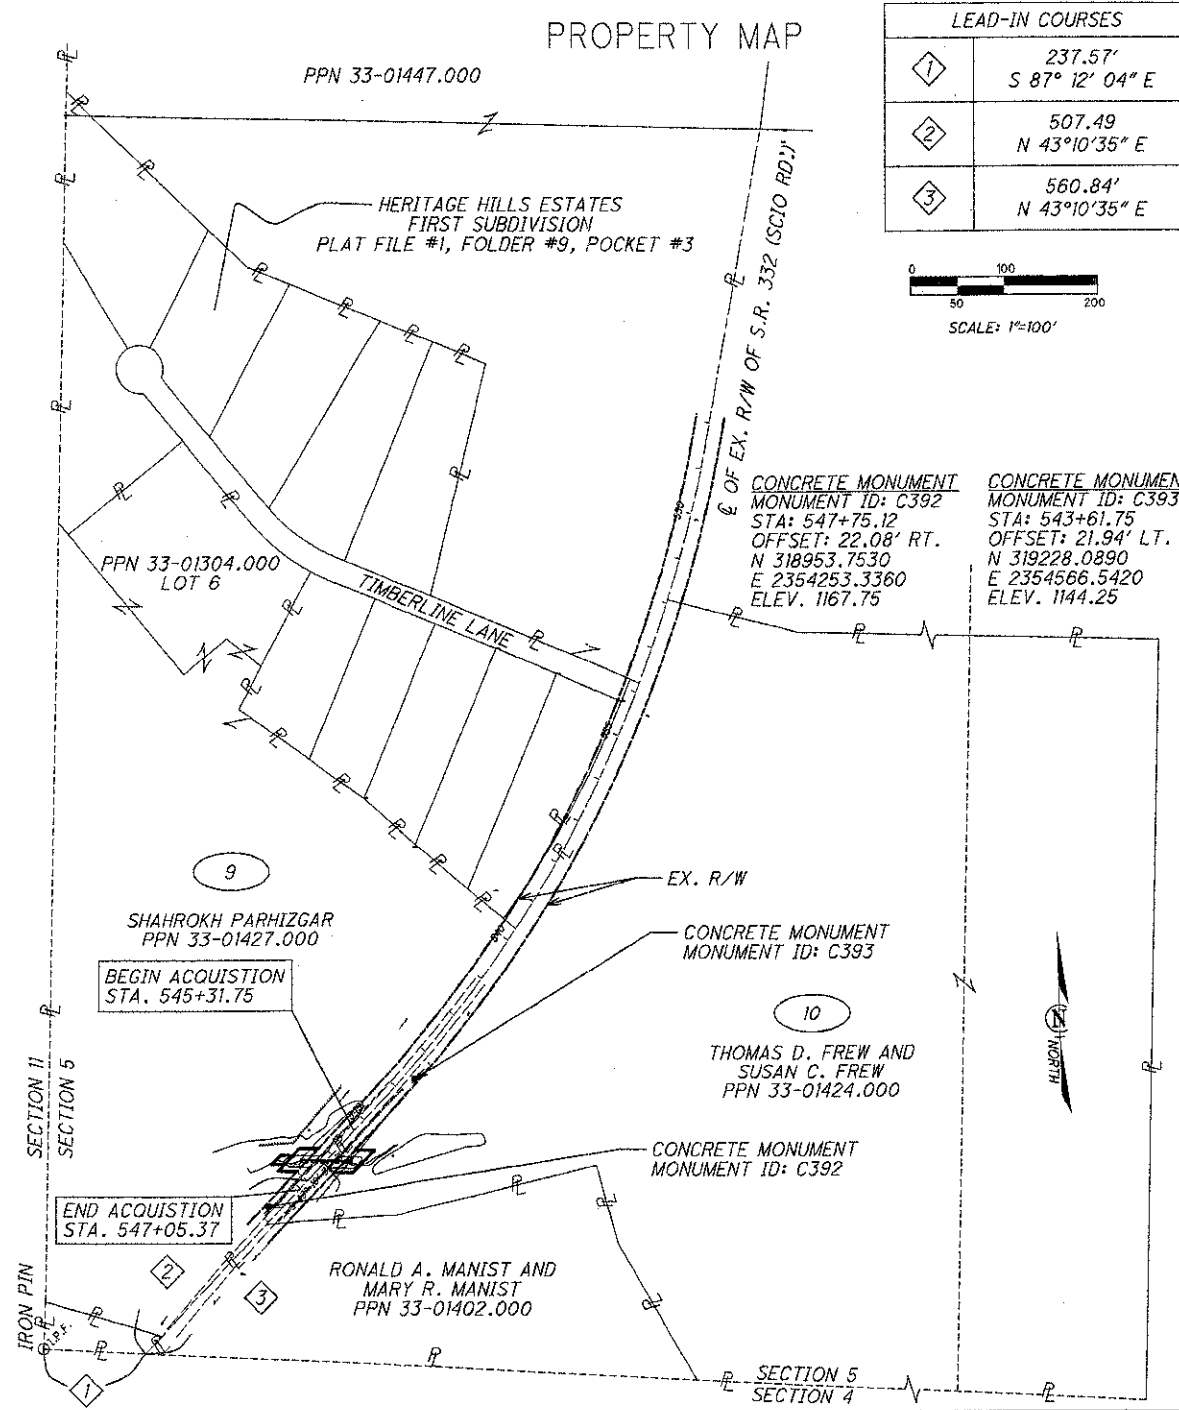 PROPERTY MAP
LEAD-IN COURSES
1
237.57'
S 87° 12' 04" E
2
507.49
N 43°10'35" E
3
560.84'
N 43°10'35" E
0 100
50 200
SCALE: 1"=100'
PPN 33-01447.000
HERITAGE HILLS ESTATES
FIRST SUBDIVISION
PLAT FILE #1, FOLDER #9, POCKET #3
℄ OF EX. R/W OF S.R. 332 (SCIO RD.)
CONCRETE MONUMENT
MONUMENT ID: C392
STA: 547+75.12
OFFSET: 22.08' RT.
N 318953.7530
E 2354253.3360
ELEV. 1167.75
CONCRETE MONUMEN
MONUMENT ID: C393
STA: 543+61.75
OFFSET: 21.94' LT.
N 319228.0890
E 2354566.5420
ELEV. 1144.25
PPN 33-01304.000
LOT 6
TIMBERLINE LANE
9
SHAHROKH PARHIZGAR
PPN 33-01427.000
BEGIN ACQUISTION
STA. 545+31.75
EX. R/W
CONCRETE MONUMENT
MONUMENT ID: C393
10
THOMAS D. FREW AND
SUSAN C. FREW
PPN 33-01424.000
N
NORTH
SECTION 11
SECTION 5
CONCRETE MONUMENT
MONUMENT ID: C392
END ACQUISTION
STA. 547+05.37
2
3
RONALD A. MANIST AND
MARY R. MANIST
PPN 33-01402.000
IRON PIN
I.P.F.
1
SECTION 5
SECTION 4